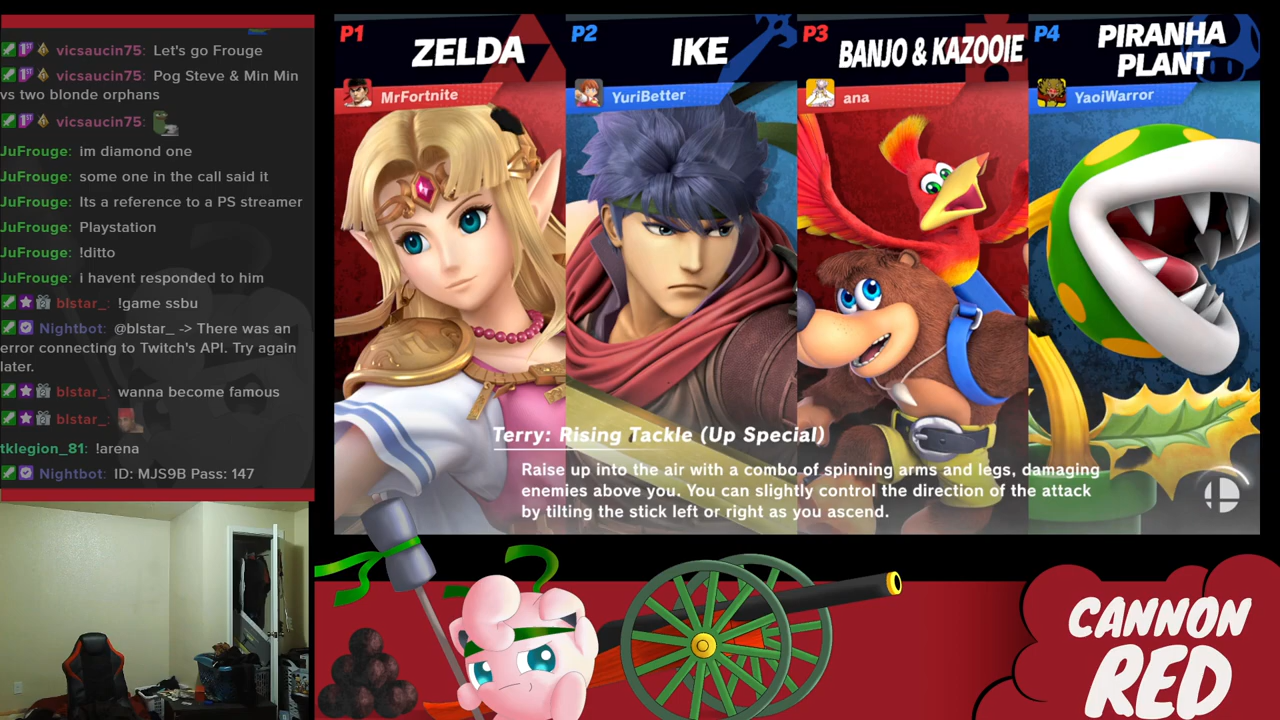 vicsaucin75: Let's go Frouge
vicsaucin75: Pog Steve & Min Min
vs two blonde orphans
vicsaucin75:
JuFrouge: im diamond one
JuFrouge: some one in the call said it
JuFrouge: Its a reference to a PS streamer
JuFrouge: Playstation
JuFrouge: !ditto
JuFrouge: i havent responded to him
blstar_: !game ssbu
Nightbot: @blstar_ -> There was an
error connecting to Twitch's API. Try again
later.
blstar_: wanna become famous
blstar_:
tklegion_81: !arena
Nightbot: ID: MJS9B Pass: 147
P1
ZELDA
MrFortnite
P2
IKE
YuriBetter
P3
BANJO & KAZOOIE
ana
P4
PIRANHA
PLANT
YaoiWarror
Terry: Rising Tackle (Up Special)
Raise up into the air with a combo of spinning arms and legs, damaging
enemies above you. You can slightly control the direction of the attack
by tilting the stick left or right as you ascend.
CANNON
RED